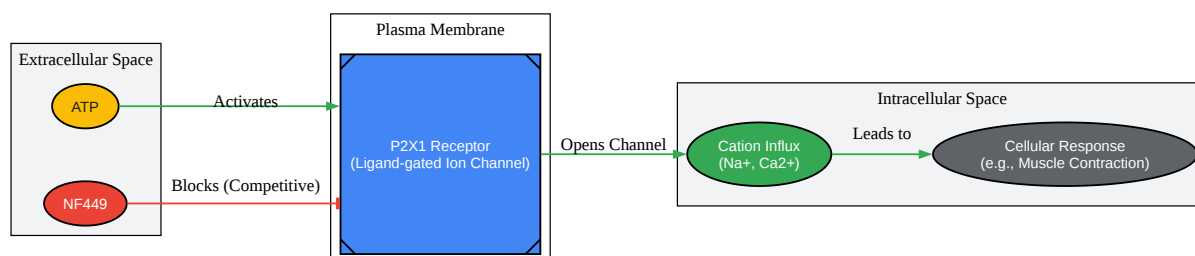 Extracellular Space
ATP
NF449
Activates
Blocks (Competitive)
Plasma Membrane
P2X1 Receptor
(Ligand-gated Ion Channel)
Opens Channel
Intracellular Space
Cation Influx
(Na+, Ca2+)
Leads to
Cellular Response
(e.g., Muscle Contraction)